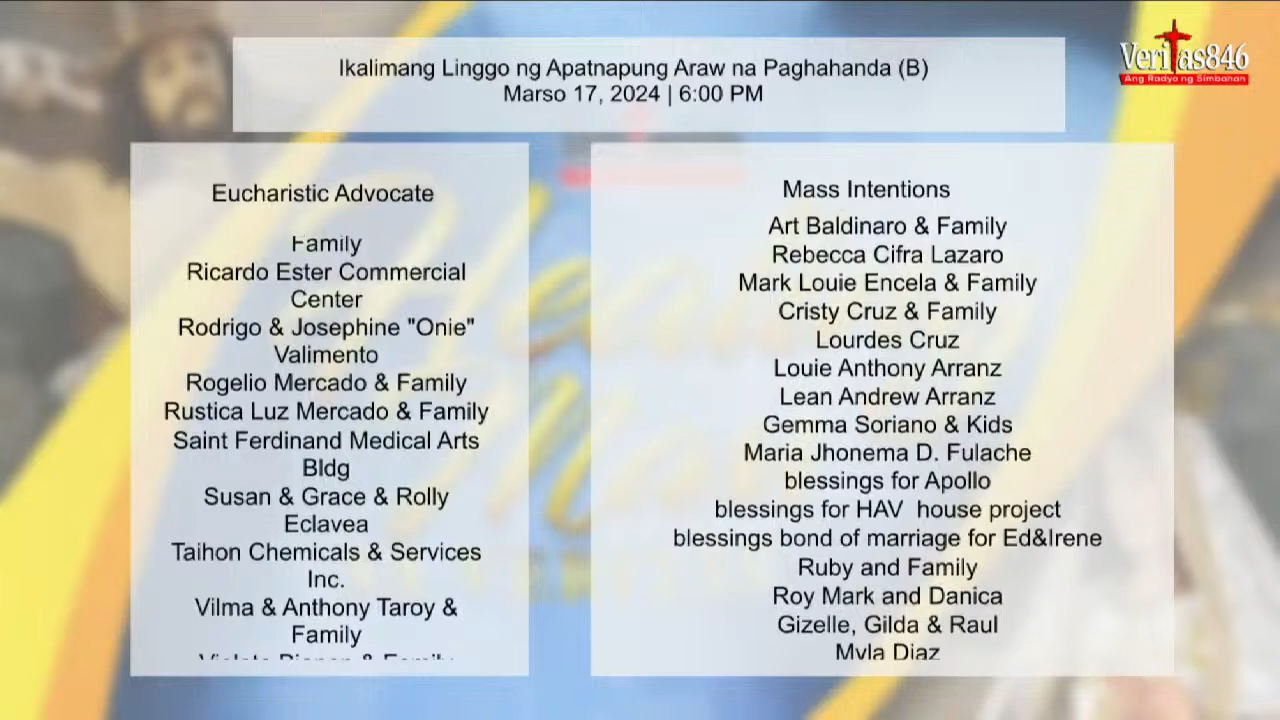 Ikalimang Linggo ng Apatnapung Araw na Paghahanda (B)
Marso 17, 2024 | 6:00 PM
Veritas846
Ang Radyo ng Simbahan
Eucharistic Advocate
Family
Ricardo Ester Commercial
Center
Rodrigo & Josephine "Onie"
Valimento
Rogelio Mercado & Family
Rustica Luz Mercado & Family
Saint Ferdinand Medical Arts
Bldg
Susan & Grace & Rolly
Eclavea
Taihon Chemicals & Services
Inc.
Vilma & Anthony Taroy &
Family
& Family
Mass Intentions
Art Baldinaro & Family
Rebecca Cifra Lazaro
Mark Louie Encela & Family
Cristy Cruz & Family
Lourdes Cruz
Louie Anthony Arranz
Lean Andrew Arranz
Gemma Soriano & Kids
Maria Jhonema D. Fulache
blessings for Apollo
blessings for HAV house project
blessings bond of marriage for Ed&Irene
Ruby and Family
Roy Mark and Danica
Gizelle, Gilda & Raul
Myla Diaz